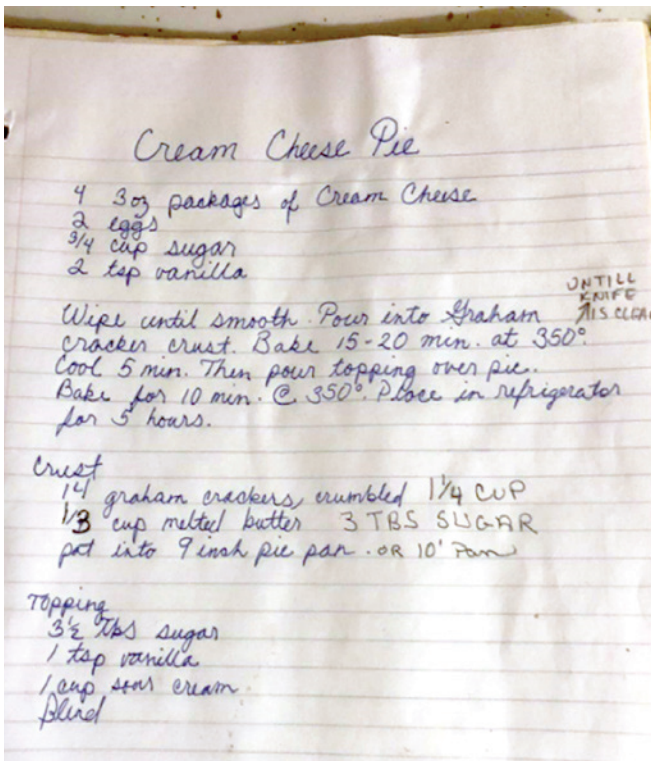 Cream Cheese Pie
4 3oz packages of Cream Cheese
2 eggs
3/4 cup sugar
2 tsp vanilla
UNTILL
KNIFE
IS CLEAR
Wipe until smooth. Pour into Graham
cracker crust. Bake 15-20 min. at 350°.
Cool 5 min. Then pour topping over pie.
Bake for 10 min. @ 350°. Place in refrigerator
for 5 hours.
Crust
14 graham crackers, crumbled 1 1/4 CUP
1/3 cup melted butter 3 TBS SUGAR
pat into 9 inch pie pan. OR 10' Pan
Topping
3 1/2 Tbs sugar
1 tsp vanilla
1 cup sour cream
Blend